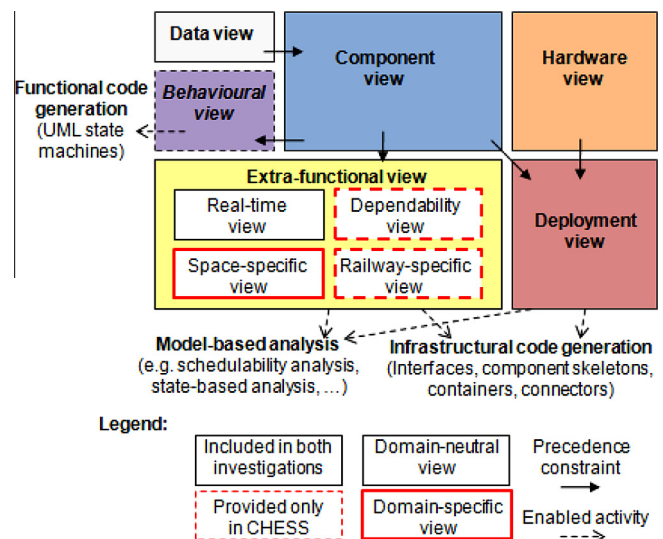 Data view
Component
view
Hardware
view
Functional code
generation
(UML state
machines)
Behavioural
view
Extra-functional view
Real-time
view
Dependability
view
Space-specific
view
Railway-specific
view
Deployment
view
Model-based analysis
(e.g. schedulability analysis,
state-based analysis, ...)
Infrastructural code generation
(Interfaces, component skeletons,
containers, connectors)
Legend:
Included in both
investigations
Domain-neutral
view
Precedence
constraint
Provided only
in CHESS
Domain-specific
view
Enabled activity